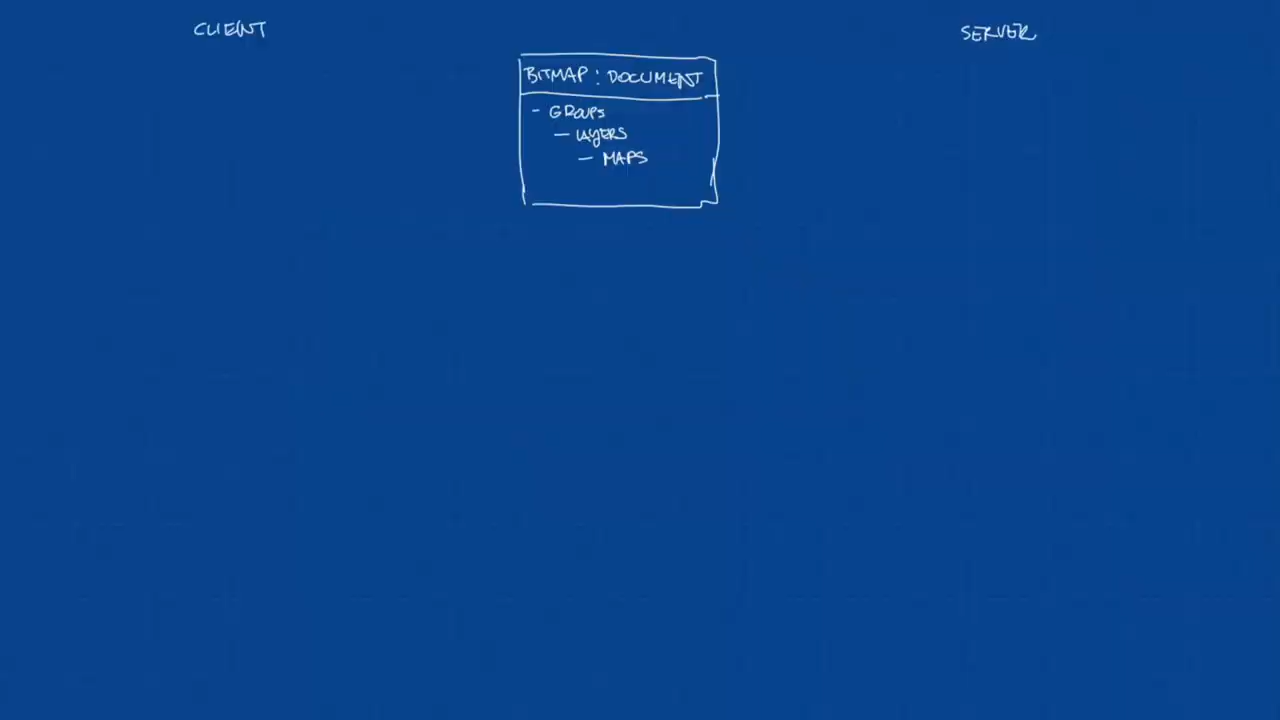 CLIENT
SERVER
BITMAP : DOCUMENT
- GROUPS
- LAYERS
- MAPS